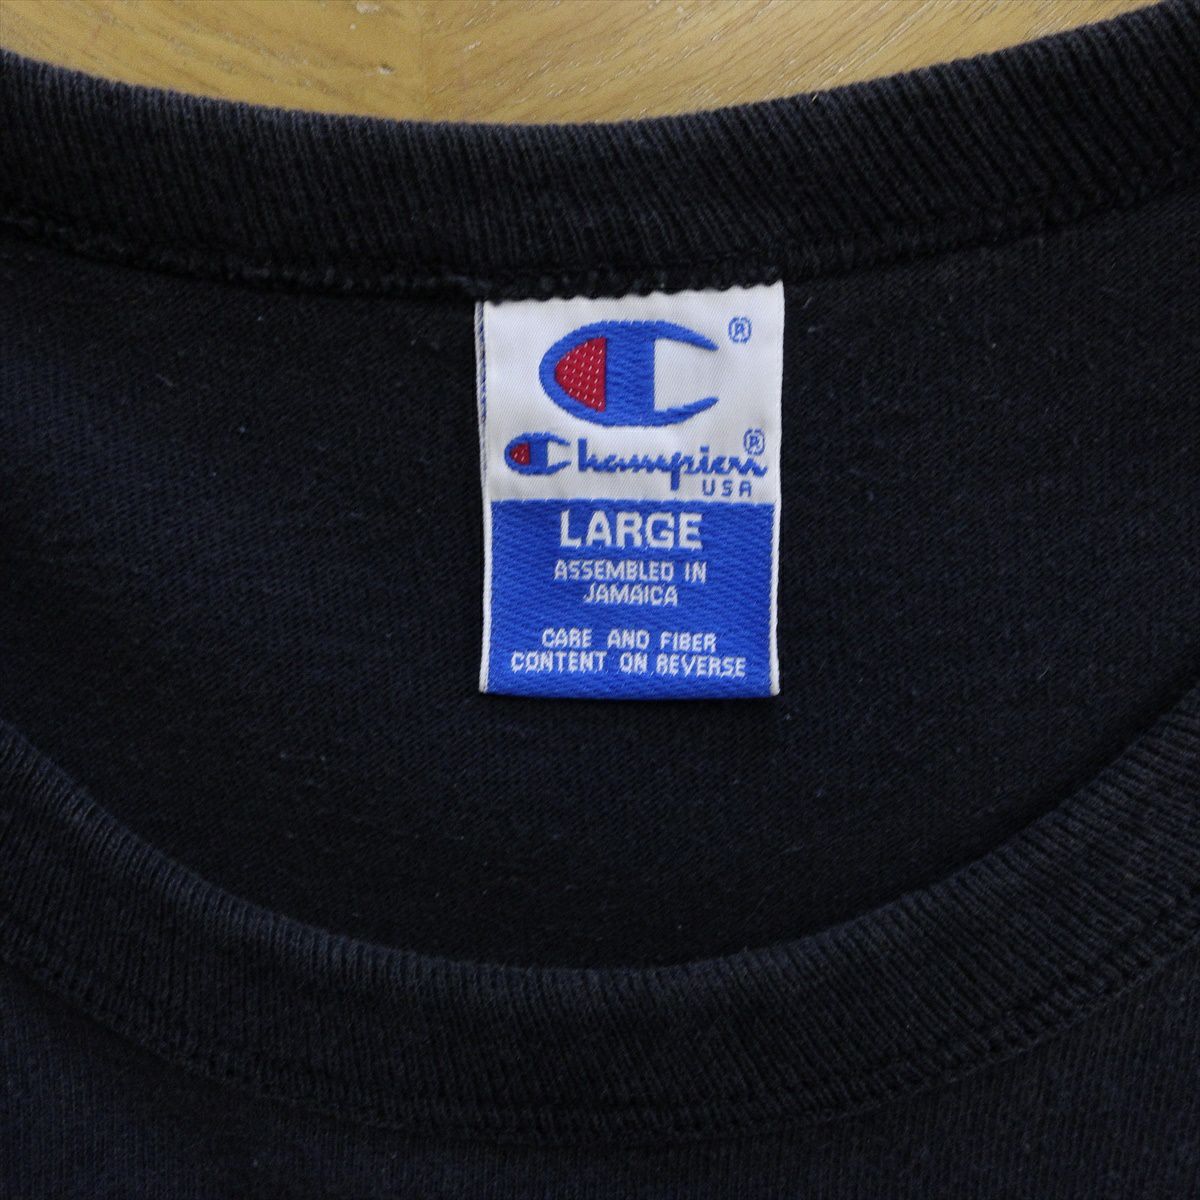 ®
Champion®
USA
LARGE
ASSEMBLED IN
JAMAICA
CARE AND FIBER
CONTENT ON REVERSE